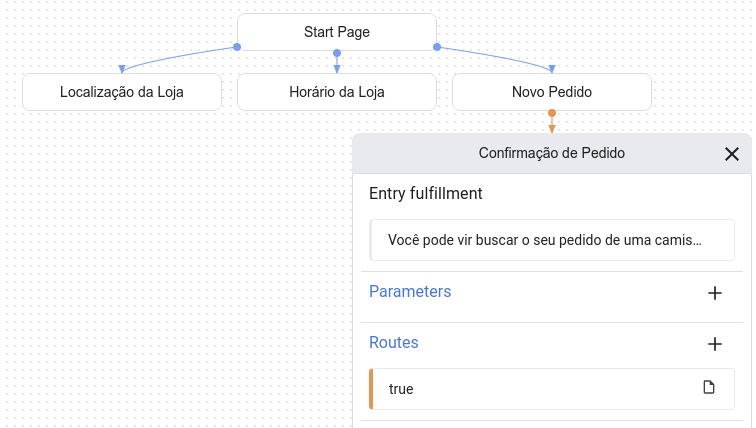 Start Page
Localização da Loja
Horário da Loja
Novo Pedido
Confirmação de Pedido
Entry fulfillment
Você pode vir buscar o seu pedido de uma camis...
Parameters
Routes
true